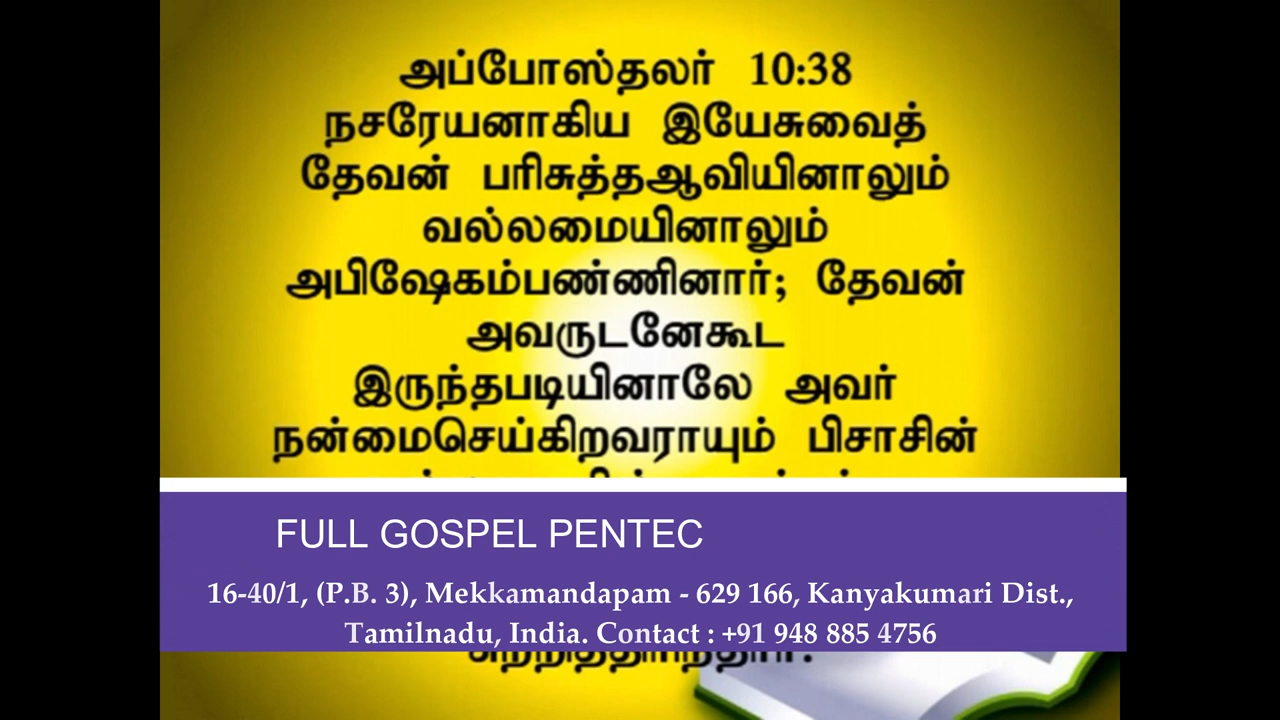 அப்போஸ்தலர் 10:38
நசரேயனாகிய இயேசுவைத்
தேவன் பரிசுத்தஆவியினாலும்
வல்லமையினாலும்
அபிஷேகம்பண்ணினார்; தேவன்
அவருடனேகூட
இருந்தபடியினாலே அவர்
நன்மைசெய்கிறவராயும் பிசாசின்
FULL GOSPEL PENTEC
16-40/1, (P.B. 3), Mekkamandapam - 629 166, Kanyakumari Dist.,
Tamilnadu, India. Contact : +91 948 885 4756